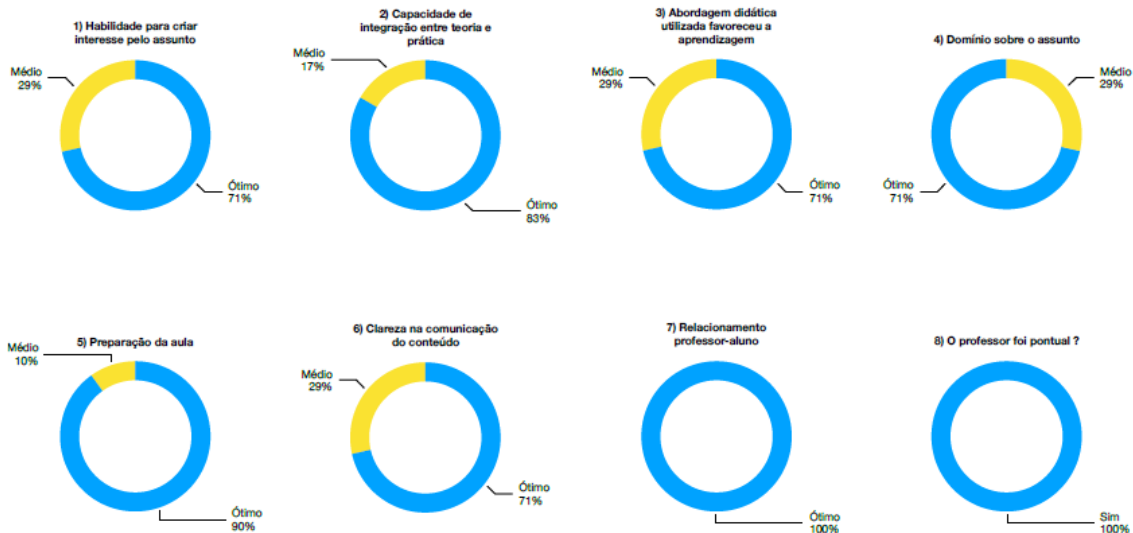 1) Habilidade para criar
interesse pelo assunto
Médio
29%
Ótimo
71%
2) Capacidade de
integração entre teoria e
prática
Médio
17%
Ótimo
83%
3) Abordagem didática
utilizada favoreceu a
aprendizagem
Médio
29%
Ótimo
71%
4) Domínio sobre o assunto
Médio
29%
Ótimo
71%
5) Preparação da aula
Médio
10%
Ótimo
90%
6) Clareza na comunicação
do conteúdo
Médio
29%
Ótimo
71%
7) Relacionamento
professor-aluno
Ótimo
100%
8) O professor foi pontual ?
Sim
100%